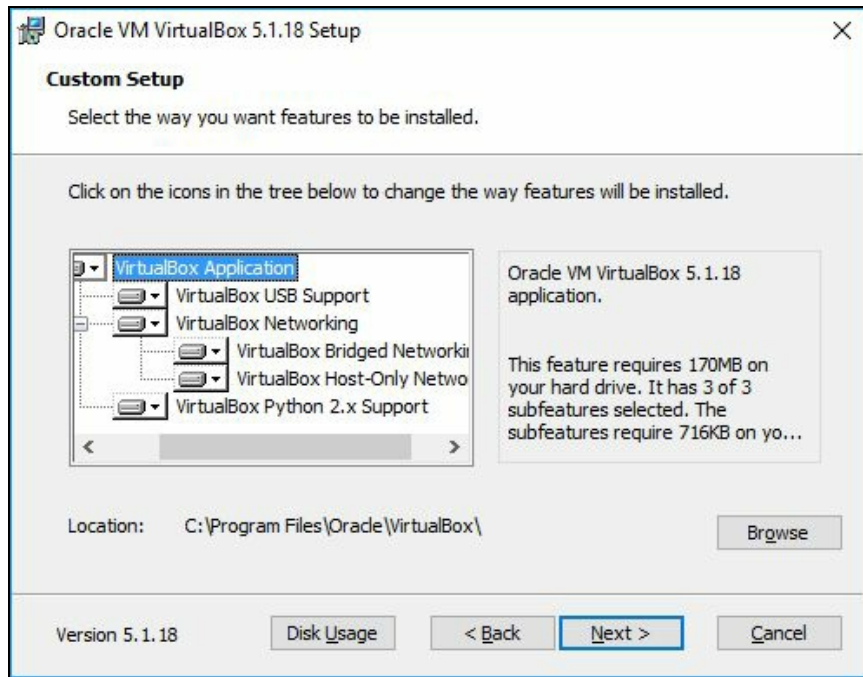 Oracle VM VirtualBox 5.1.18 Setup
Custom Setup
Select the way you want features to be installed.
Click on the icons in the tree below to change the way features will be installed.
VirtualBox Application
VirtualBox USB Support
VirtualBox Networking
VirtualBox Bridged Networki
VirtualBox Host-Only Netwo
VirtualBox Python 2.x Support
Oracle VM VirtualBox 5.1.18
application.
This feature requires 170MB on
your hard drive. It has 3 of 3
subfeatures selected. The
subfeatures require 716KB on yo...
Location: C:\Program Files\Oracle\VirtualBox\
Browse
Version 5.1.18 Disk Usage < Back Next > Cancel